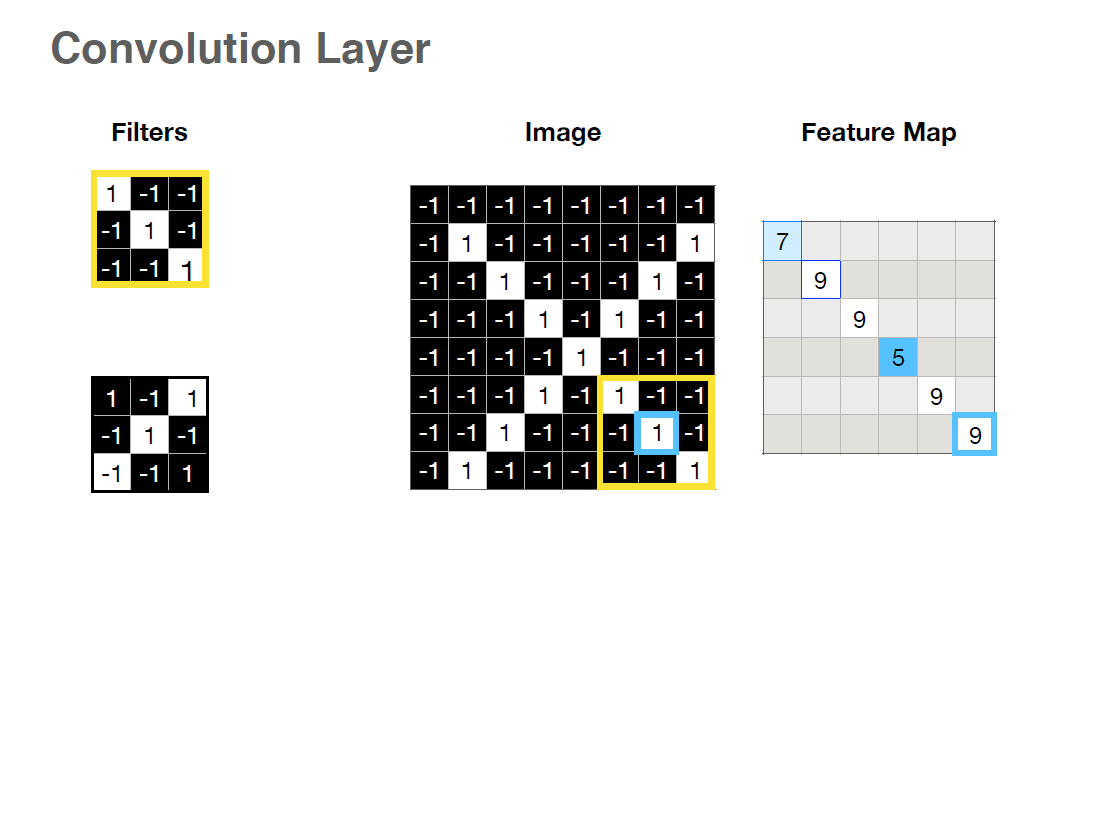 Convolution Layer
Filters
Image
Feature Map
1 -1 -1
-1 1 -1
-1 -1 1
1 -1 1
-1 1 -1
-1 -1 1
-1 -1 -1 -1 -1 -1 -1 -1
-1 1 -1 -1 -1 -1 -1 1
-1 -1 1 -1 -1 -1 1 -1
-1 -1 -1 1 -1 1 -1 -1
-1 -1 -1 -1 1 -1 -1 -1
-1 -1 -1 1 -1 1 -1 -1
-1 -1 1 -1 -1 -1 1 -1
-1 1 -1 -1 -1 -1 -1 1
7
9
9
5
9
9